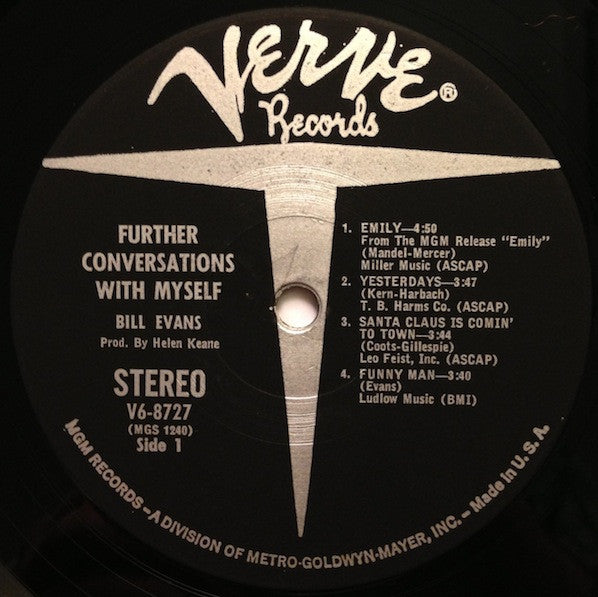 Verve®
Records
FURTHER
CONVERSATIONS
WITH MYSELF
BILL EVANS
Prod. By Helen Keane
STEREO
V6-8727
(MGS 1240)
Side 1
1. EMILY—4:50
From The MGM Release "Emily"
(Mandel-Mercer)
Miller Music (ASCAP)
2. YESTERDAYS—3:47
(Kern-Harbach)
T. B. Harms Co. (ASCAP)
3. SANTA CLAUS IS COMIN'
TO TOWN—3:44
(Coots-Gillespie)
Leo Feist, Inc. (ASCAP)
4. FUNNY MAN—3:40
(Evans)
Ludlow Music (BMI)
MGM RECORDS—A DIVISION OF METRO-GOLDWYN-MAYER, INC.—Made in U. S. A.